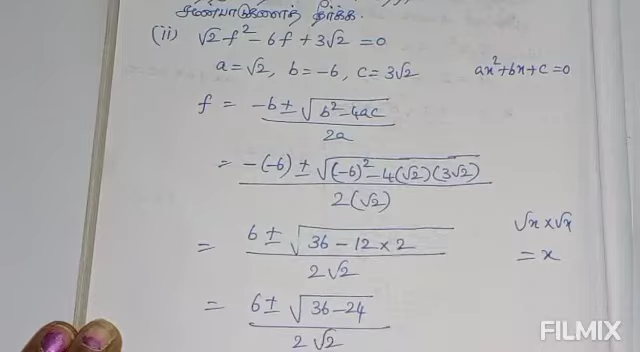 சமன்பாடுகளைத் தீர்க்க.
(ii) √2 f² - 6f + 3√2 = 0
a = √2, b = -6, c = 3√2 ax² + bx + c = 0
f = (-b ± √(b² - 4ac)) / 2a
= (-(-6) ± √((-6)² - 4(√2)(3√2))) / 2(√2)
= (6 ± √(36 - 12 × 2)) / 2√2 √x × √x
= x
= (6 ± √(36 - 24)) / 2√2
FILMIX